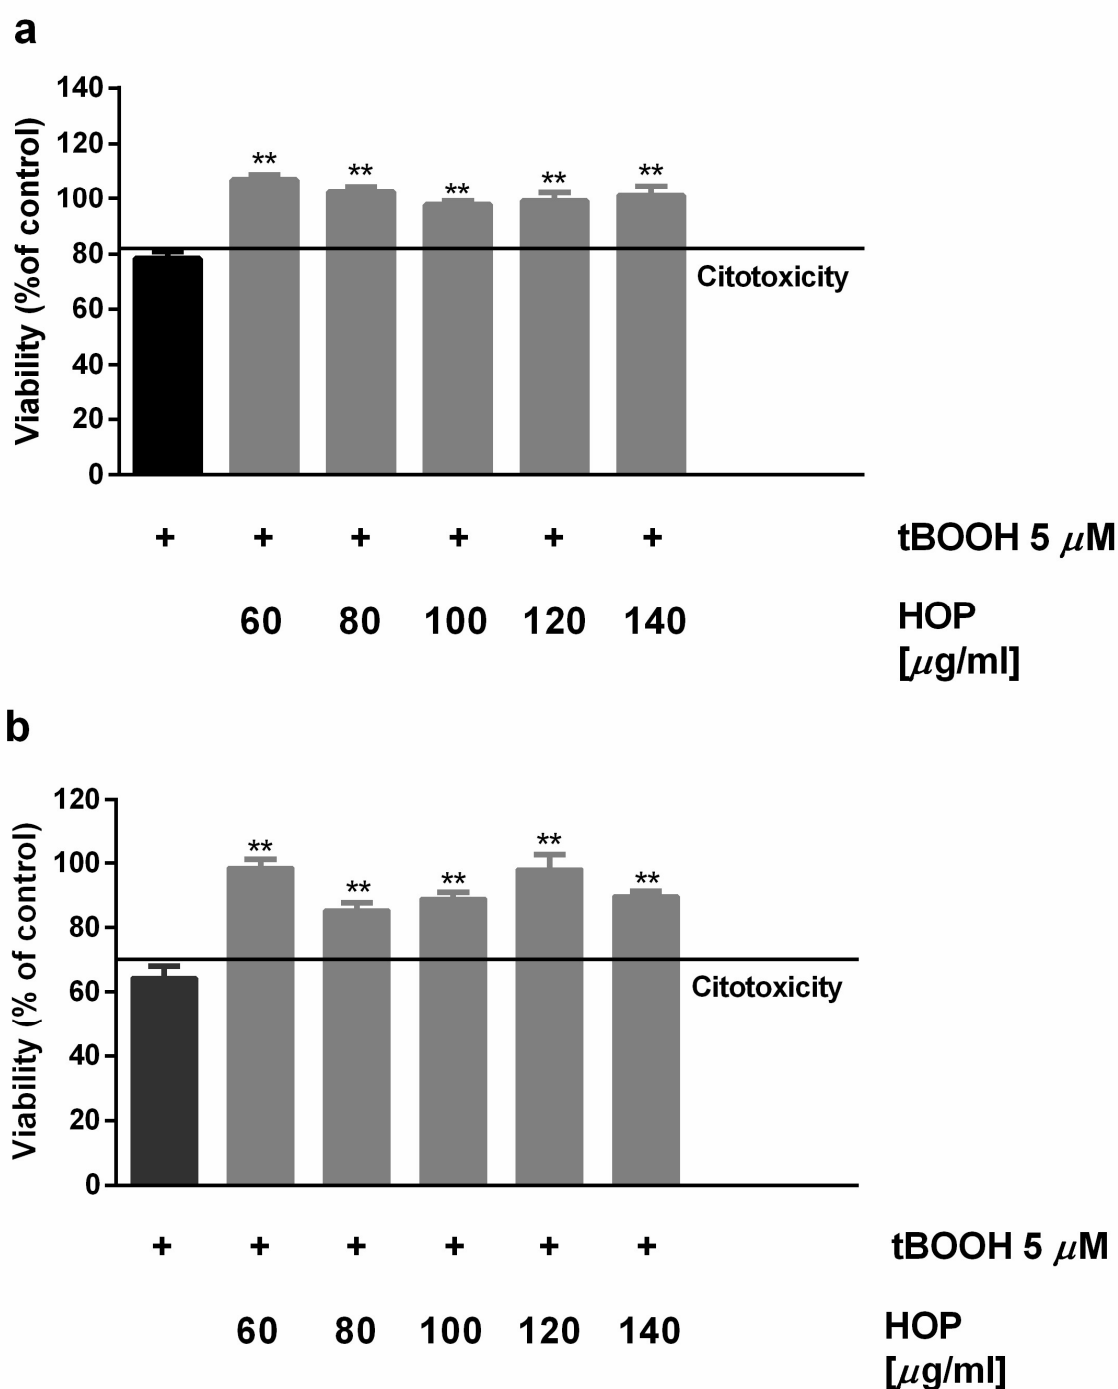 a
Viability (%of control)
140
120
100
80
60
40
20
0
** ** ** ** **
Citotoxicity
+ + + + + + tBOOH 5 μM
60 80 100 120 140 HOP
[μg/ml]
b
Viability (% of control)
120
100
80
60
40
20
0
** ** ** ** **
Citotoxicity
+ + + + + + tBOOH 5 μM
60 80 100 120 140 HOP
[μg/ml]